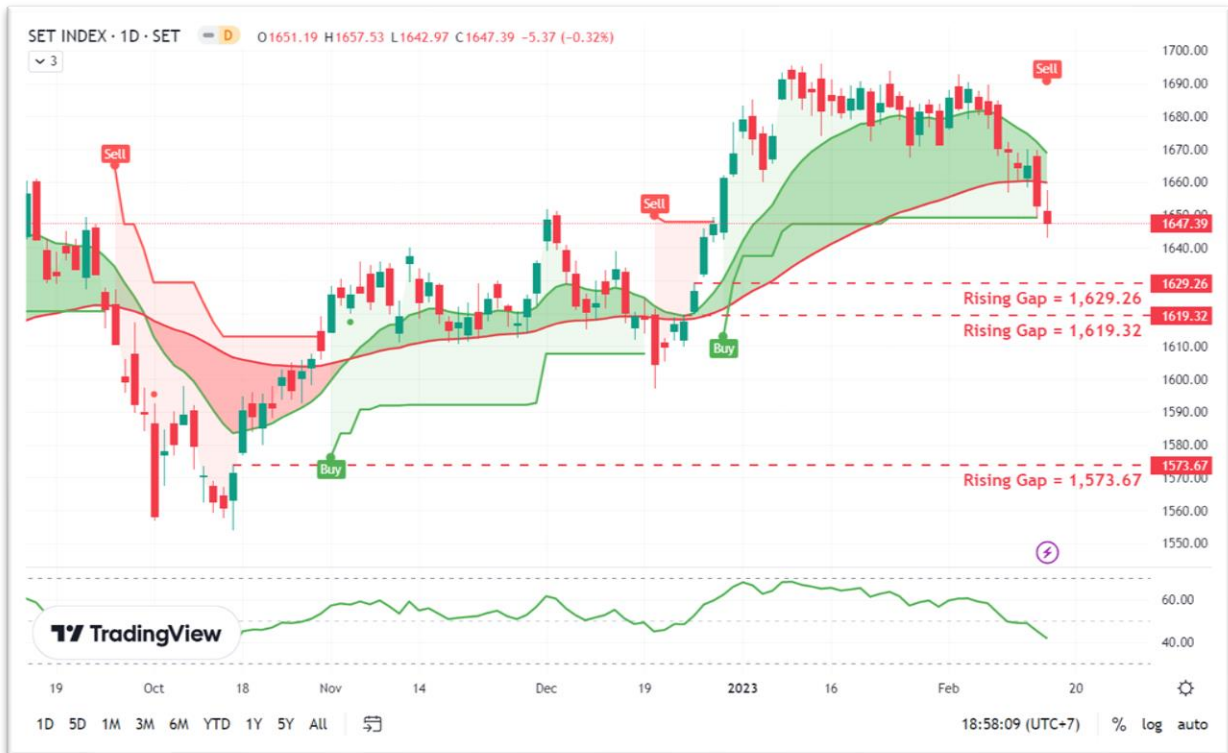 SET INDEX · 1D · SET D O1651.19 H1657.53 L1642.97 C1647.39 −5.37 (−0.32%)
3
1700.00
Sell
1690.00
1680.00
Sell
1670.00
1660.00
Sell
1650.00
1647.39
1640.00
1629.26
Rising Gap = 1,629.26
1619.32
Rising Gap = 1,619.32
Buy
1610.00
1600.00
1590.00
1580.00
Buy
1573.67
1570.00
Rising Gap = 1,573.67
1560.00
1550.00
60.00
TradingView
40.00
19 Oct 18 Nov 14 Dec 19 2023 16 Feb 20
1D 5D 1M 3M 6M YTD 1Y 5Y All 18:58:09 (UTC+7) % log auto